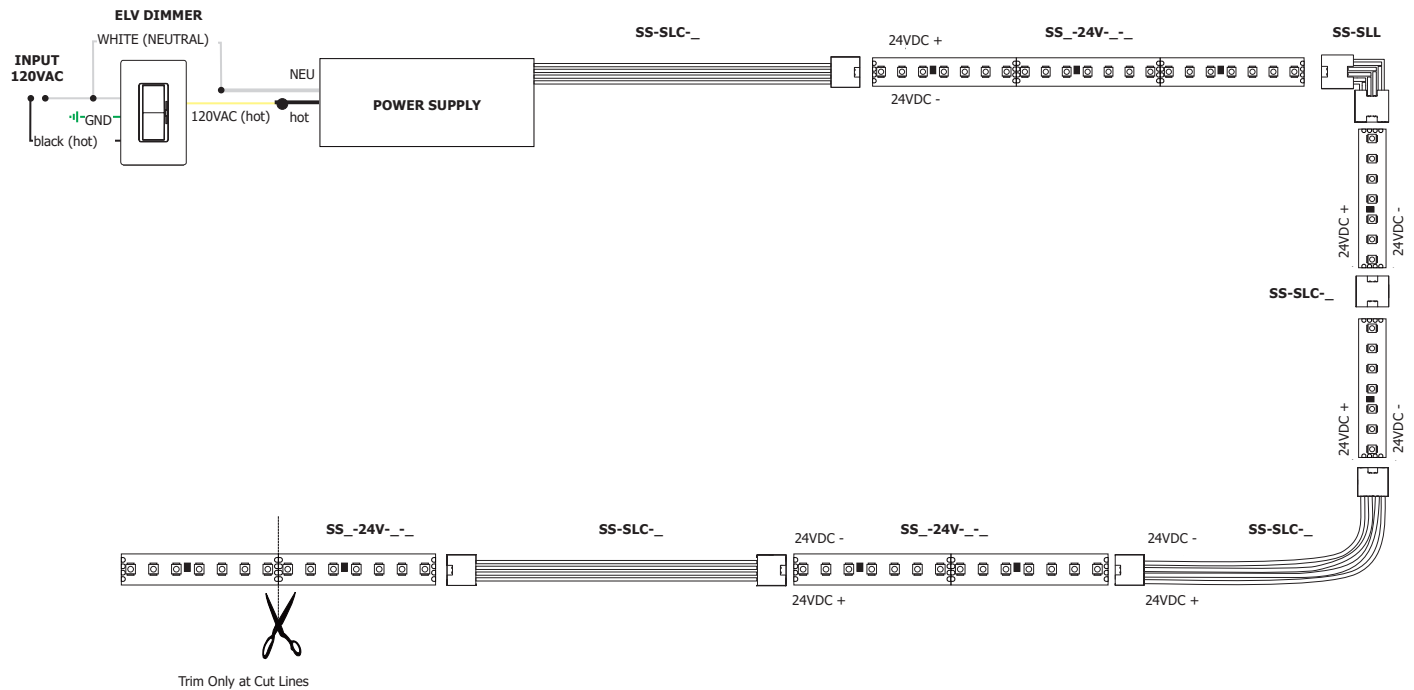 ELV DIMMER
WHITE (NEUTRAL)
INPUT
120VAC
GND
black (hot)
120VAC (hot)
NEU
hot
POWER SUPPLY
SS-SLC-_
24VDC +
24VDC -
SS_-24V-_-_
SS-SLL
24VDC +
24VDC -
SS-SLC-_
24VDC +
24VDC -
SS_-24V-_-_
SS-SLC-_
24VDC -
24VDC +
SS_-24V-_-_
24VDC -
24VDC +
SS-SLC-_
Trim Only at Cut Lines